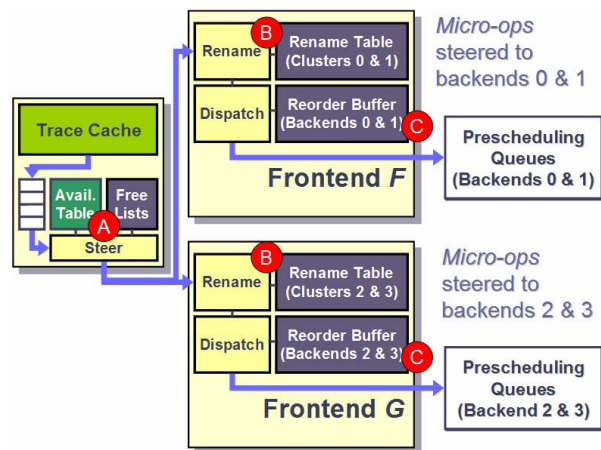 Trace Cache
Avail.
Table
Free
Lists
A
Steer
B
Rename
Rename Table
(Clusters 0 & 1)
Dispatch
Reorder Buffer
(Backends 0 & 1)
C
Frontend F
Micro-ops
steered to
backends 0 & 1
Prescheduling
Queues
(Backends 0 & 1)
B
Rename
Rename Table
(Clusters 2 & 3)
Dispatch
Reorder Buffer
(Backends 2 & 3)
C
Frontend G
Micro-ops
steered to
backends 2 & 3
Prescheduling
Queues
(Backend 2 & 3)